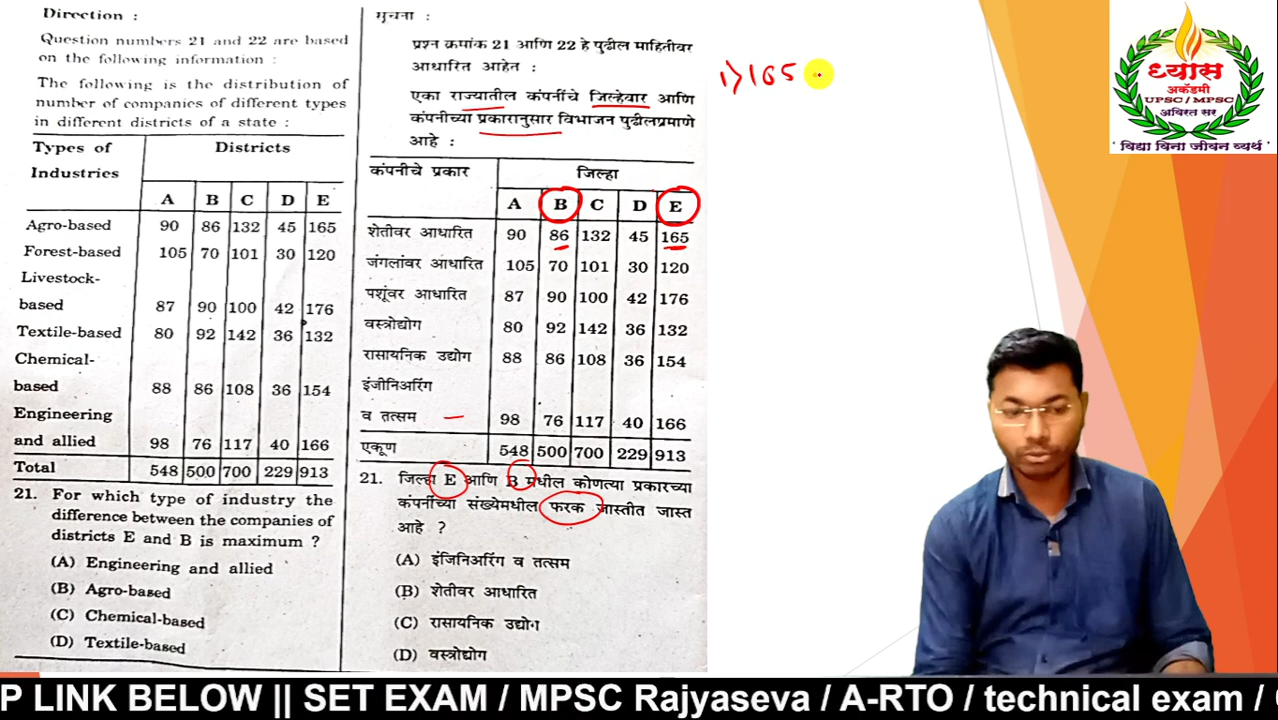 Direction :
Question numbers 21 and 22 are based
on the following information :
The following is the distribution of
number of companies of different types
in different districts of a state :
Types of Industries | Districts
A B C D E
Agro-based 90 86 132 45 165
Forest-based 105 70 101 30 120
Livestock-
based 87 90 100 42 176
Textile-based 80 92 142 36 132
Chemical-
based 88 86 108 36 154
Engineering
and allied 98 76 117 40 166
Total 548 500 700 229 913
21. For which type of industry the
difference between the companies of
districts E and B is maximum ?
(A) Engineering and allied
(B) Agro-based
(C) Chemical-based
(D) Textile-based
सूचना :
प्रश्न क्रमांक 21 आणि 22 हे पुढील माहितीवर
आधारित आहेत :
एका राज्यातील कंपनींचे जिल्हेवार आणि
कंपनीच्या प्रकारानुसार विभाजन पुढीलप्रमाणे
आहे :
कंपनीचे प्रकार | जिल्हा
A B C D E
शेतीवर आधारित 90 86 132 45 165
जंगलांवर आधारित 105 70 101 30 120
पशूंवर आधारित 87 90 100 42 176
वस्त्रोद्योग 80 92 142 36 132
रासायनिक उद्योग 88 86 108 36 154
इंजीनिअरिंग
व तत्सम 98 76 117 40 166
एकूण 548 500 700 229 913
21. जिल्हा E आणि B मधील कोणत्या प्रकारच्या
कंपनींच्या संख्येमधील फरक जास्तीत जास्त
आहे ?
(A) इंजिनिअरिंग व तत्सम
(B) शेतीवर आधारित
(C) रासायनिक उद्योग
(D) वस्त्रोद्योग
1) 165
ध्यास
अकॅडमी
UPSC / MPSC
अविरत सर
" विद्या विना जीवन व्यर्थ "
P LINK BELOW || SET EXAM / MPSC Rajyaseva / A-RTO / technical exam /